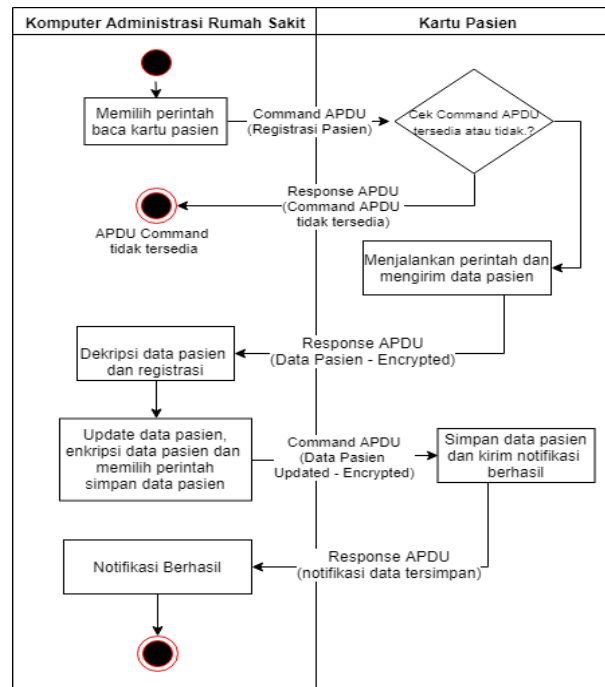 Komputer Administrasi Rumah Sakit
Kartu Pasien
Memilih perintah
baca kartu pasien
Command APDU
(Registrasi Pasien)
Cek Command APDU
tersedia atau tidak.?
Response APDU
(Command APDU
tidak tersedia)
APDU Command
tidak tersedia
Menjalankan perintah dan
mengirim data pasien
Response APDU
(Data Pasien - Encrypted)
Dekripsi data pasien
dan registrasi
Update data pasien,
enkripsi data pasien dan
memilih perintah
simpan data pasien
Command APDU
(Data Pasien
Updated - Encrypted)
Simpan data pasien
dan kirim notifikasi
berhasil
Response APDU
(notifikasi data tersimpan)
Notifikasi Berhasil